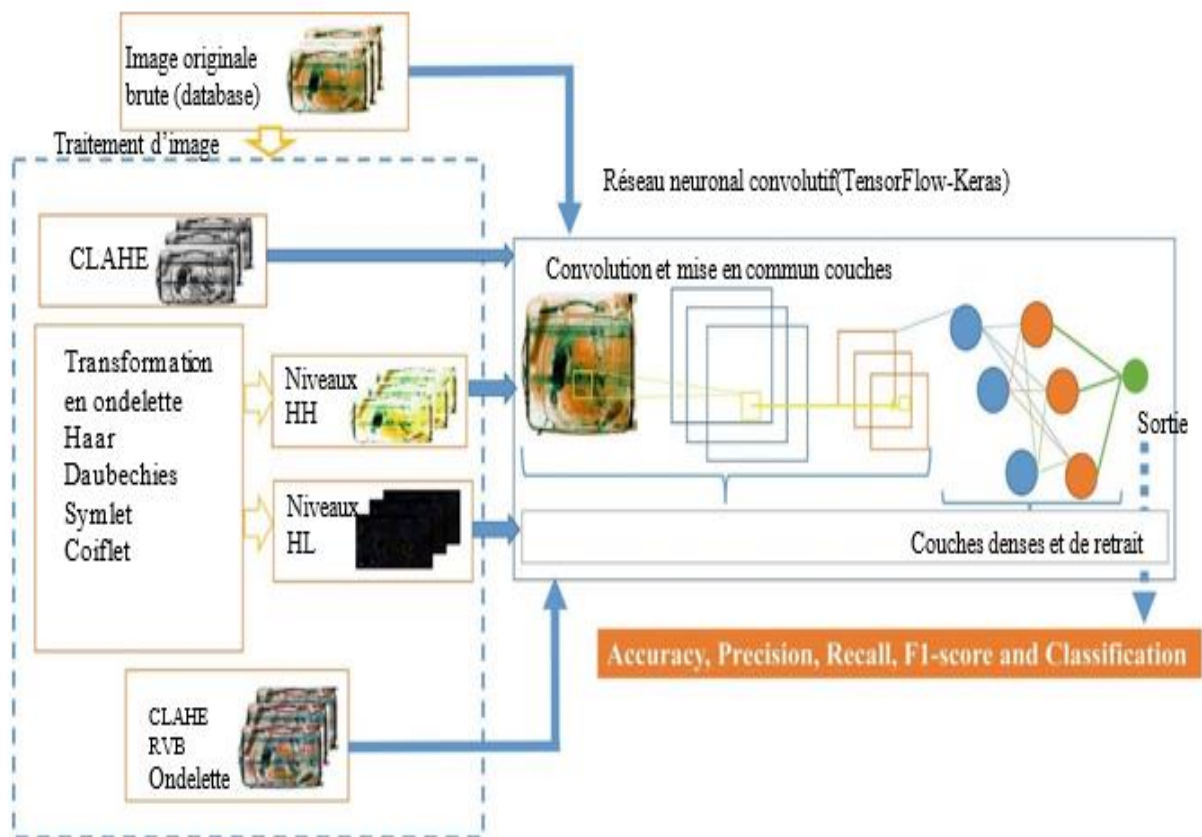 Image originale
brute (database)
Traitement d’image
Réseau neuronal convolutif(TensorFlow-Keras)
CLAHE
Convolution et mise en commun couches
Transformation
en ondelette
Haar
Daubechies
Symlet
Coiflet
Niveaux
HH
Niveaux
HL
Sortie
Couches denses et de retrait
Accuracy, Precision, Recall, F1-score and Classification
CLAHE
RVB
Ondelette